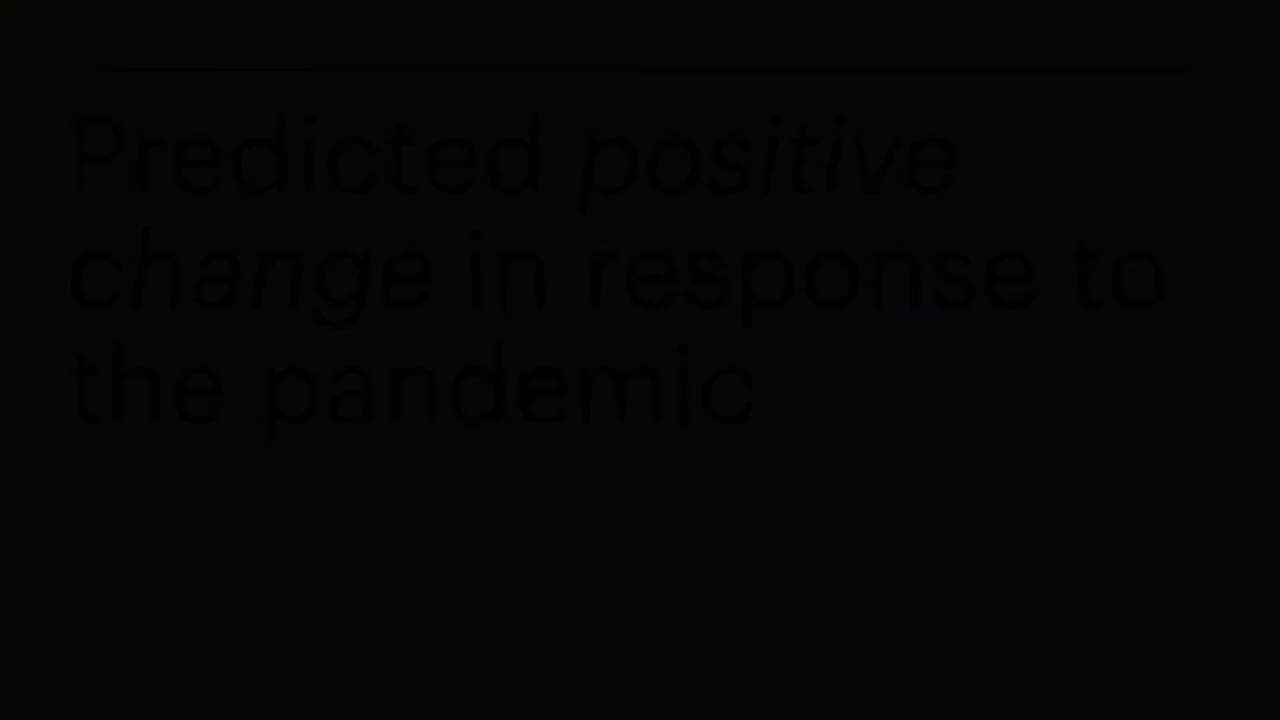 Predicted positive
change in response to
the pandemic